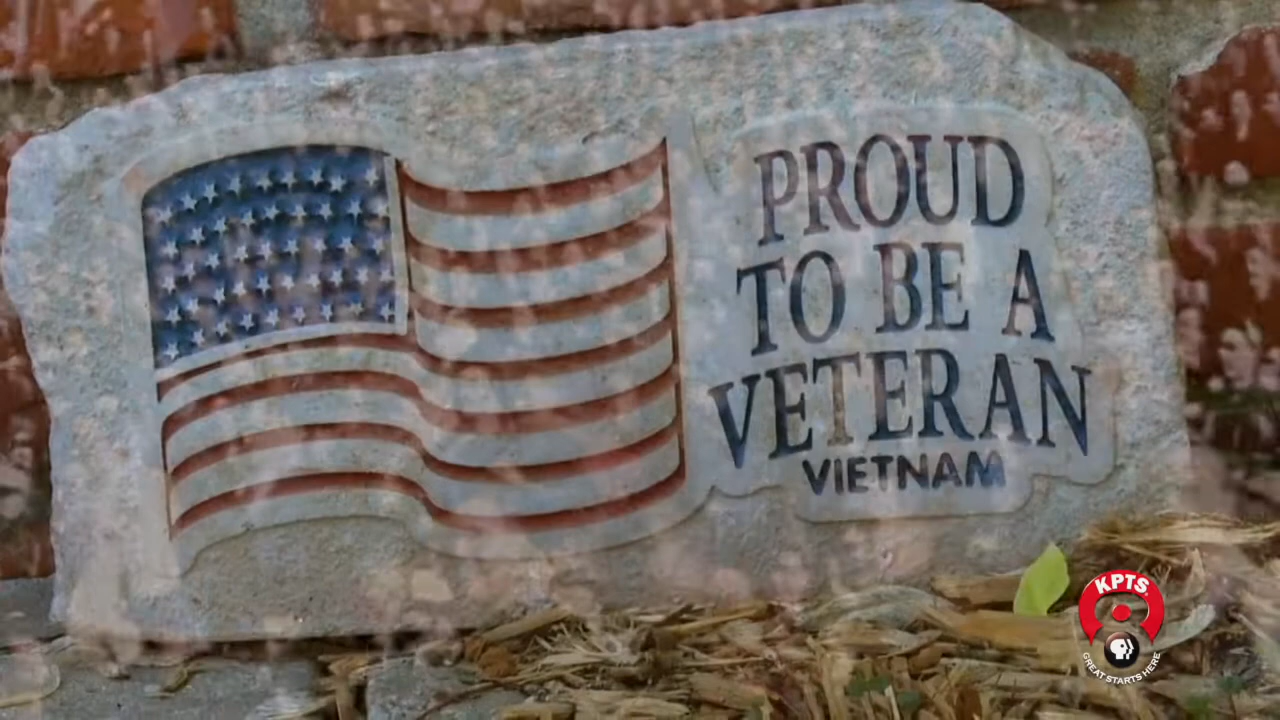 PROUD
TO BE A
VETERAN
VIETNAM
KPTS
GREAT STARTS HERE